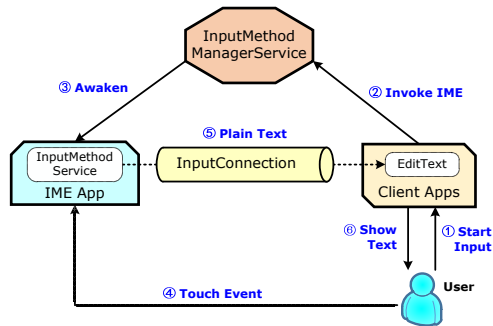 InputMethod
ManagerService
③ Awaken
② Invoke IME
⑤ Plain Text
InputMethod
Service
IME App
InputConnection
EditText
Client Apps
⑥ Show
Text
① Start
Input
④ Touch Event
User